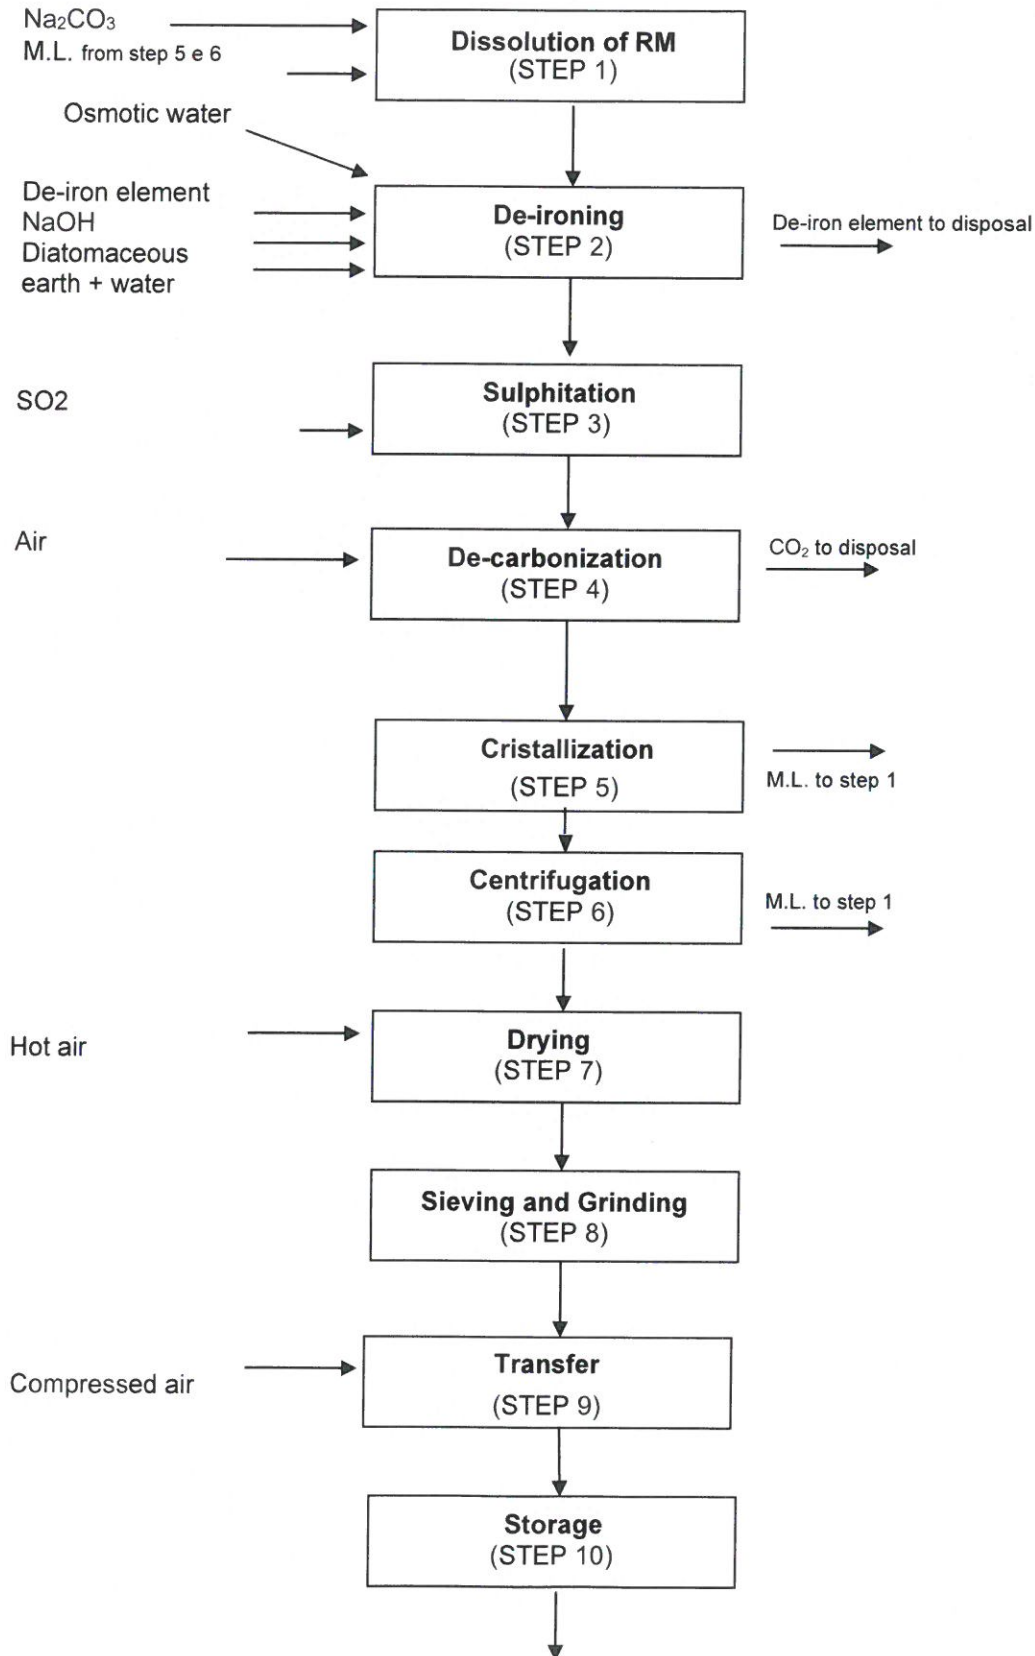 Na₂CO₃
M.L. from step 5 e 6
Dissolution of RM
(STEP 1)
Osmotic water
De-iron element
NaOH
Diatomaceous
earth + water
De-ironing
(STEP 2)
De-iron element to disposal
SO2
Sulphitation
(STEP 3)
Air
De-carbonization
(STEP 4)
CO₂ to disposal
Cristallization
(STEP 5)
M.L. to step 1
Centrifugation
(STEP 6)
M.L. to step 1
Hot air
Drying
(STEP 7)
Sieving and Grinding
(STEP 8)
Compressed air
Transfer
(STEP 9)
Storage
(STEP 10)